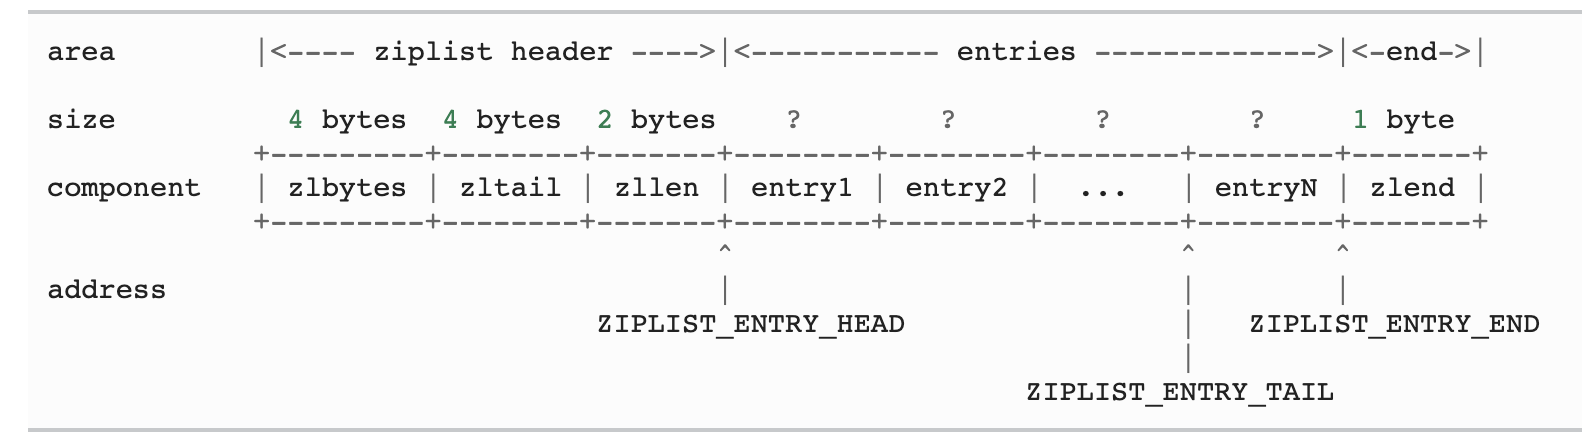 area            |<---- ziplist header ---->|<----------- entries ------------->|<-end->|
size               4 bytes  4 bytes  2 bytes    ?        ?        ?        ?     1 byte
            +---------+--------+-------+--------+--------+--------+--------+-------+
component   | zlbytes | zltail | zllen | entry1 | entry2 |  ...   | entryN | zlend |
            +---------+--------+-------+--------+--------+--------+--------+-------+
                                       ^                          ^        ^
address                                |                          |        |
                                ZIPLIST_ENTRY_HEAD                |   ZIPLIST_ENTRY_END
                                                                  |
                                                         ZIPLIST_ENTRY_TAIL